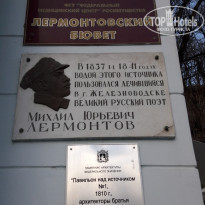 ЛЕРМОНТОВСКИЙ
БЮВЕТ
В 1837 И 18 ГОДАХ
ВОДОЙ ЭТОГО ИСТОЧНИКА
ПОЛЬЗОВАЛСЯ ЛЕЧИВШИЙСЯ
В Г. ЖЕЛЕЗНОВОДСКЕ
ВЕЛИКИЙ РУССКИЙ ПОЭТ
МИХАИЛ ЮРЬЕВИЧ
ЛЕРМОНТОВ
"Павильон над источником
№1,
1810 г.,
архитекторы братья
TopHotels